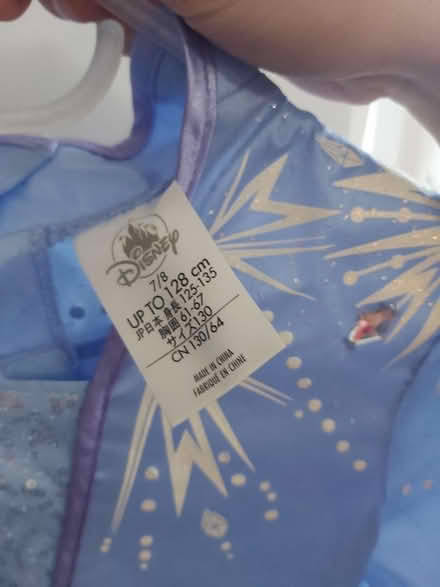 DISNEY
7/8
UP TO 128 cm
JP日本 身長 125-135
胸囲 61-67
サイズ130
CN 130/64
MADE IN CHINA
FABRIQUÉ EN CHINE